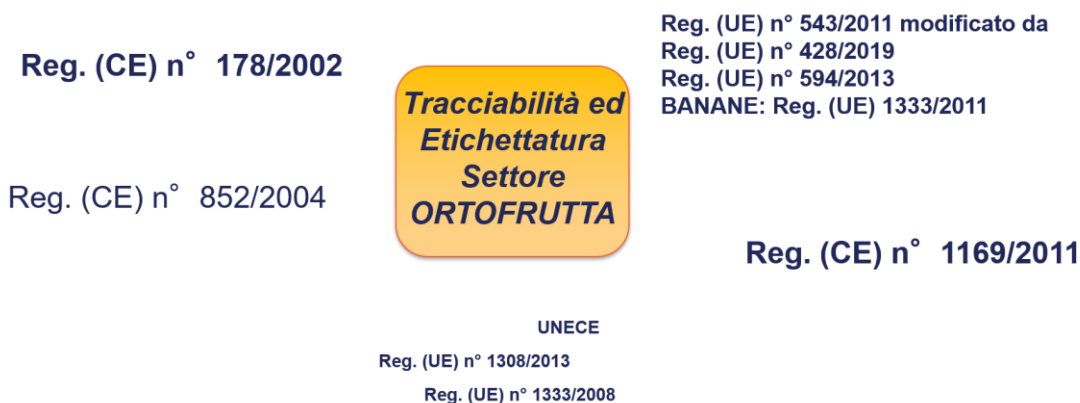 Reg. (CE) n° 178/2002
Reg. (CE) n° 852/2004
Tracciabilità ed
Etichettatura
Settore
ORTOFRUTTA
Reg. (UE) n° 543/2011 modificato da
Reg. (UE) n° 428/2019
Reg. (UE) n° 594/2013
BANANE: Reg. (UE) 1333/2011
Reg. (CE) n° 1169/2011
UNECE
Reg. (UE) n° 1308/2013
Reg. (UE) n° 1333/2008